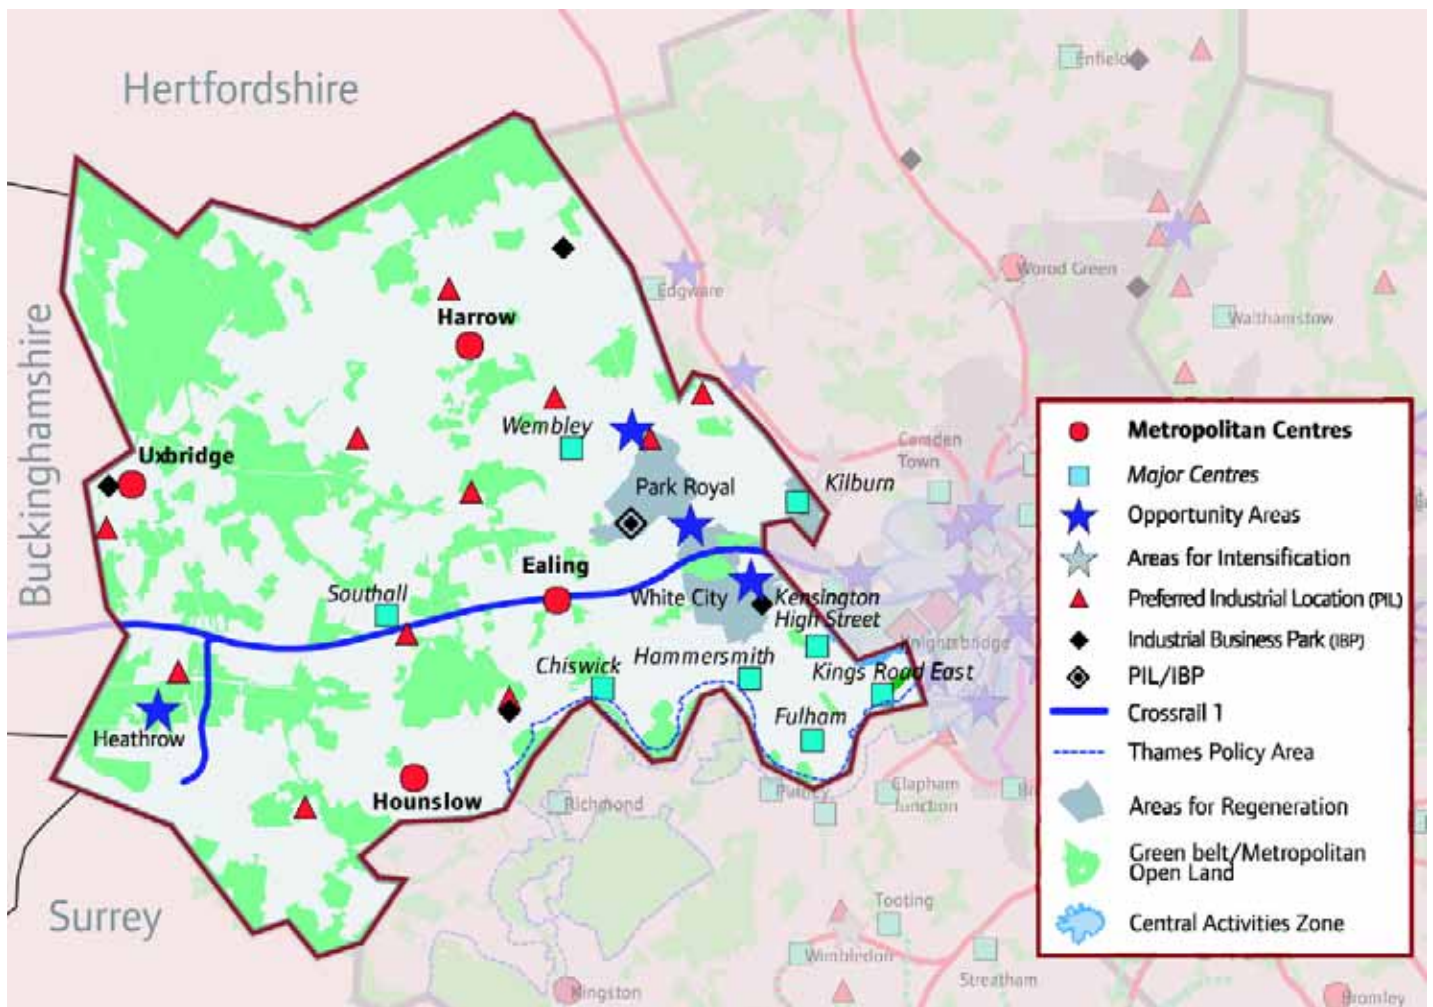 Hertfordshire
Enfield
Buckinghamshire
Edgware
Worod Green
Walthamstow
Harrow
Wembley
Uxbridge
Park Royal
Kilburn
Camden
Town
Ealing
Southall
White City
Kensington
High Street
Knightsbridge
Chiswick
Hammersmith
Kings Road East
Fulham
Heathrow
Hounslow
Richmond
Putney
Clapham
Junction
Surrey
Tooting
Wimbledon
Streatham
Kingston
Bromley
Metropolitan Centres
Major Centres
Opportunity Areas
Areas for Intensification
Preferred Industrial Location (PIL)
Industrial Business Park (IBP)
PIL/IBP
Crossrail 1
Thames Policy Area
Areas for Regeneration
Green belt/Metropolitan
Open Land
Central Activities Zone